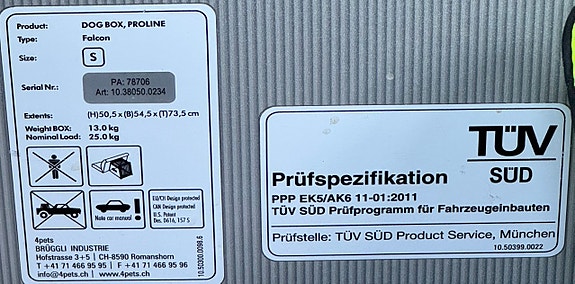 Product: DOG BOX, PROLINE
Type: Falcon
Size: S
Serial Nr.: PA: 78706
Art: 10.38050.0234
Extents: (H)50,5 x (B)54,5 x (T)73,5 cm
Weight BOX: 13.0 kg
Nominal Load: 25.0 kg
Note car manual !
EU/CH Design protected
CAN Design protected
U.S. Patent
Des. D616, 157 S
4pets
BRÜGGLI INDUSTRIE
Hofstrasse 3+5 | CH-8590 Romanshorn
T +41 71 466 95 95 | F +41 71 466 95 96
info@4pets.ch | www.4pets.ch
10.50300.0098.6
TÜV
SÜD
Prüfspezifikation
PPP EK5/AK6 11-01:2011
TÜV SÜD Prüfprogramm für Fahrzeugeinbauten
Prüfstelle: TÜV SÜD Product Service, München
10.50399.0022